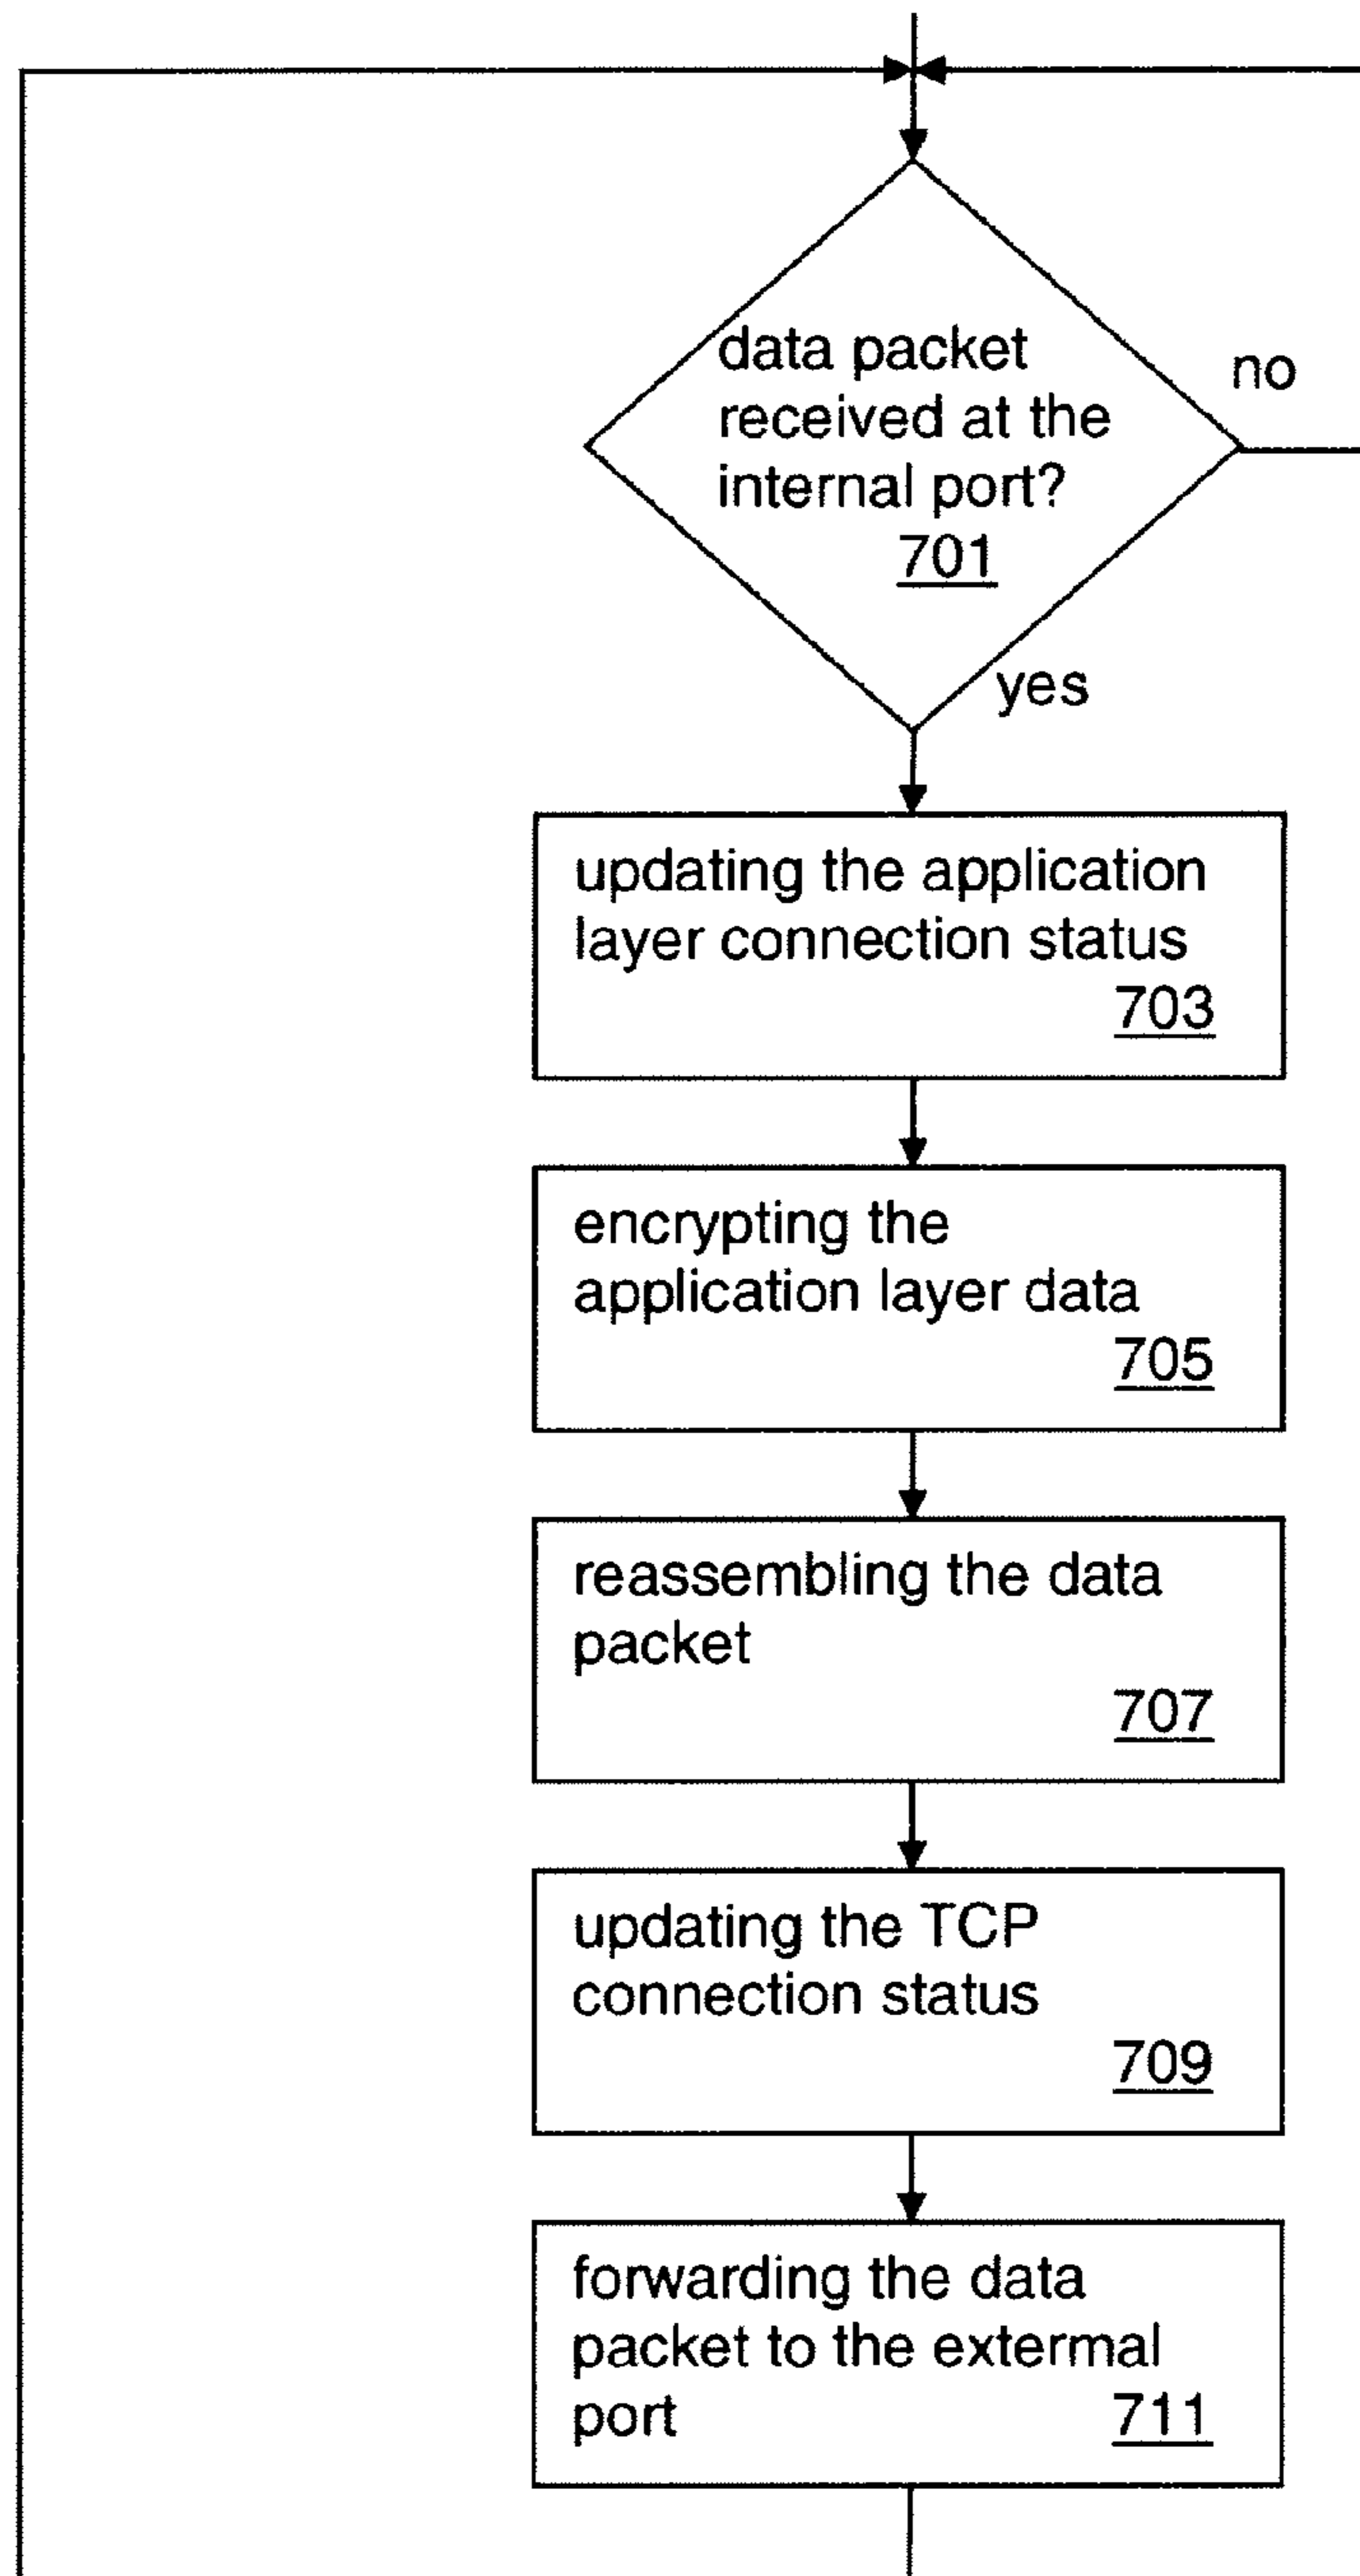 data packet
received at the
internal port?
701
no
yes
updating the application
layer connection status
703
encrypting the
application layer data
705
reassembling the data
packet
707
updating the TCP
connection status
709
forwarding the data
packet to the extermal
port 711